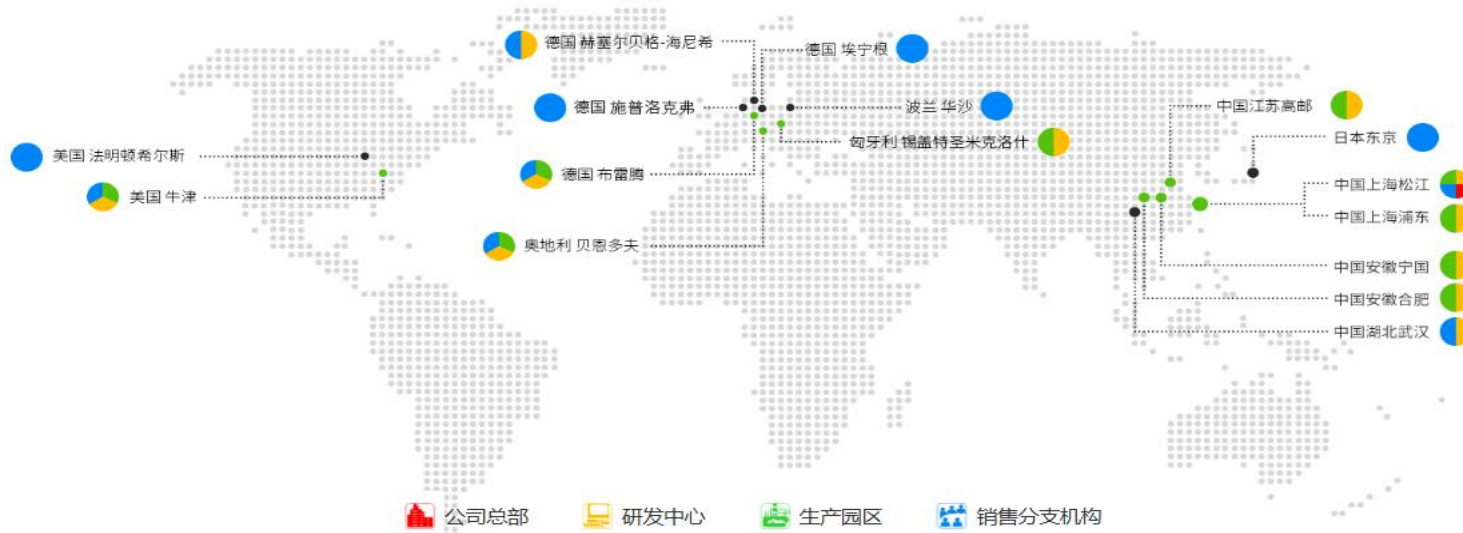 德国 赫塞尔贝格-海尼希
德国 埃宁根
德国 施普洛克弗
波兰 华沙
中国江苏高邮
日本东京
匈牙利 锡盖特圣米克洛什
美国 法明顿希尔斯
德国 布雷腾
美国 牛津
中国上海松江
中国上海浦东
奥地利 贝恩多夫
中国安徽宁国
中国安徽合肥
中国湖北武汉
公司总部
研发中心
生产园区
销售分支机构